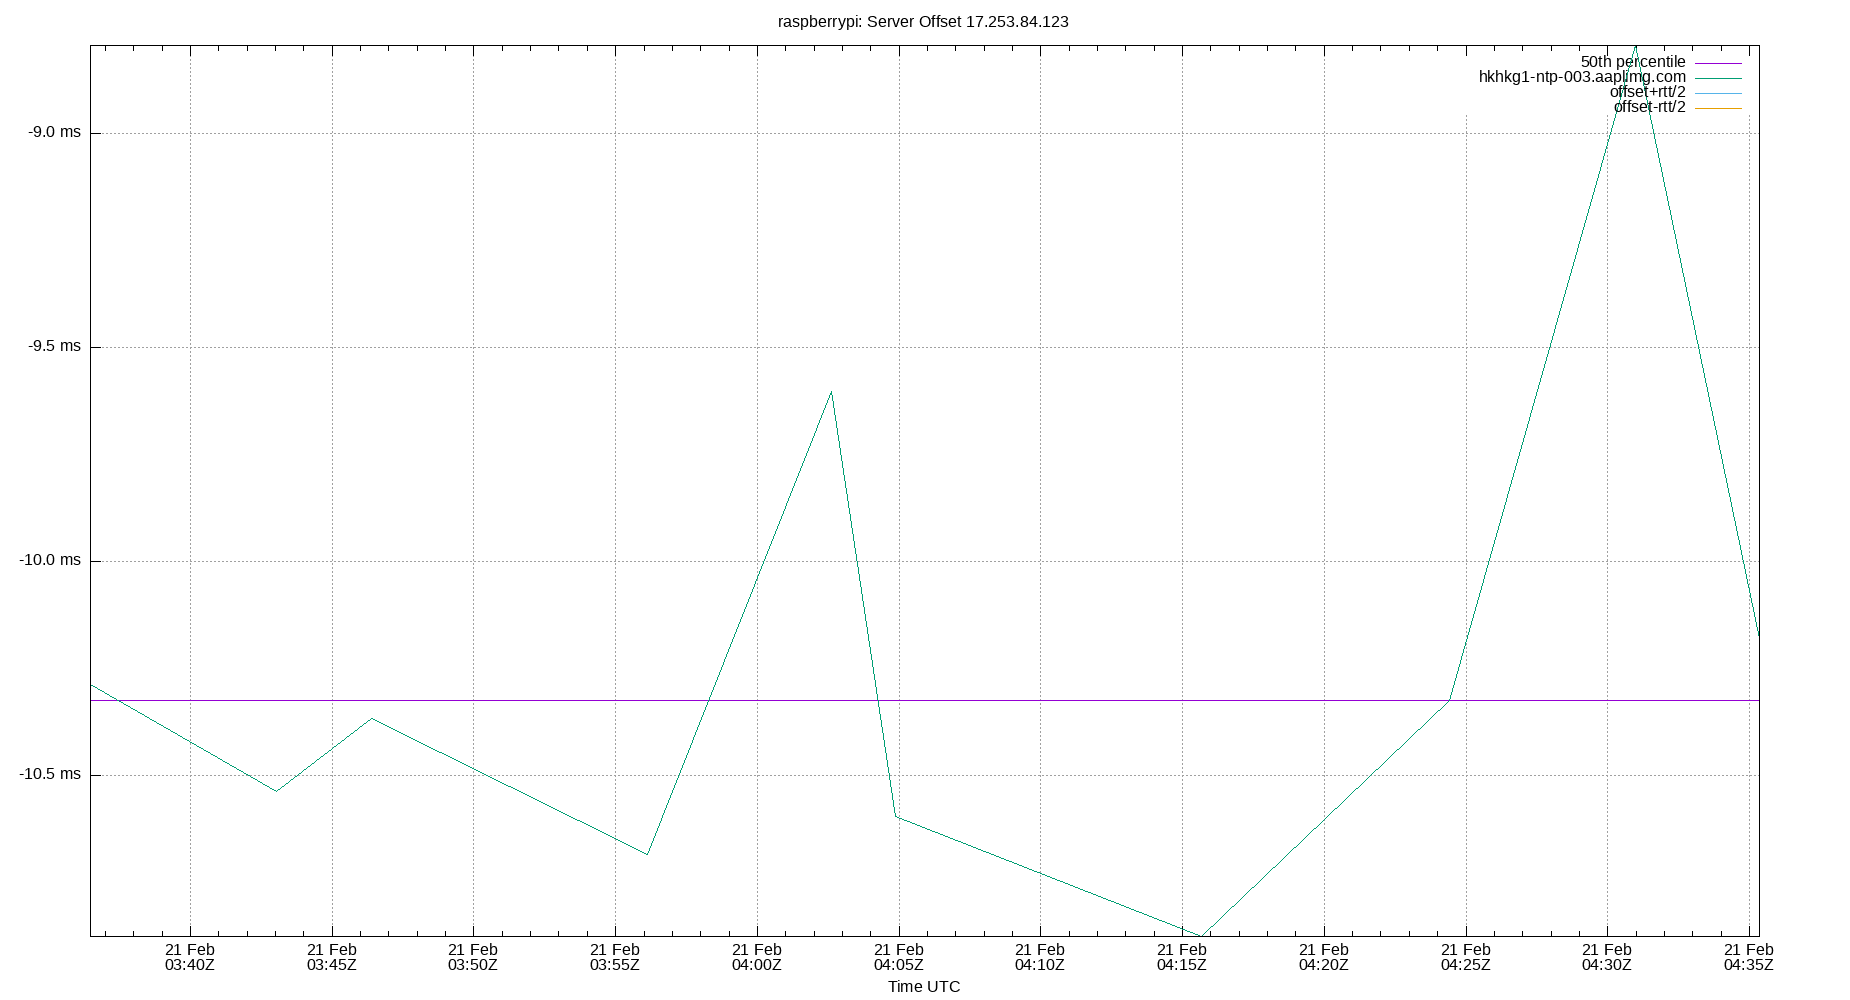 raspberrypi: Server Offset 17.253.84.123
50th percentile
hkhkg1-ntp-003.aaplimg.com
offset+rtt/2
offset-rtt/2
-9.0 ms
-9.5 ms
-10.0 ms
-10.5 ms
21 Feb 21 Feb 21 Feb 21 Feb 21 Feb 21 Feb 21 Feb 21 Feb 21 Feb 21 Feb 21 Feb 21 Feb
03:40Z 03:45Z 03:50Z 03:55Z 04:00Z 04:05Z 04:10Z 04:15Z 04:20Z 04:25Z 04:30Z 04:35Z
Time UTC